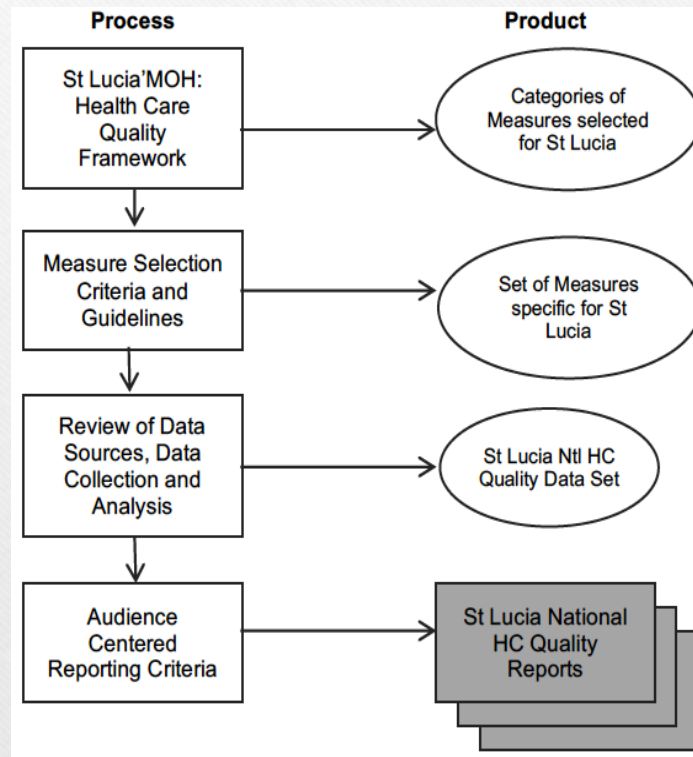 Process
Product
St Lucia'MOH:
Health Care
Quality
Framework
Categories of
Measures selected
for St Lucia
Measure Selection
Criteria and
Guidelines
Set of Measures
specific for St
Lucia
Review of Data
Sources, Data
Collection and
Analysis
St Lucia Ntl HC
Quality Data Set
Audience
Centered
Reporting Criteria
St Lucia National
HC Quality
Reports